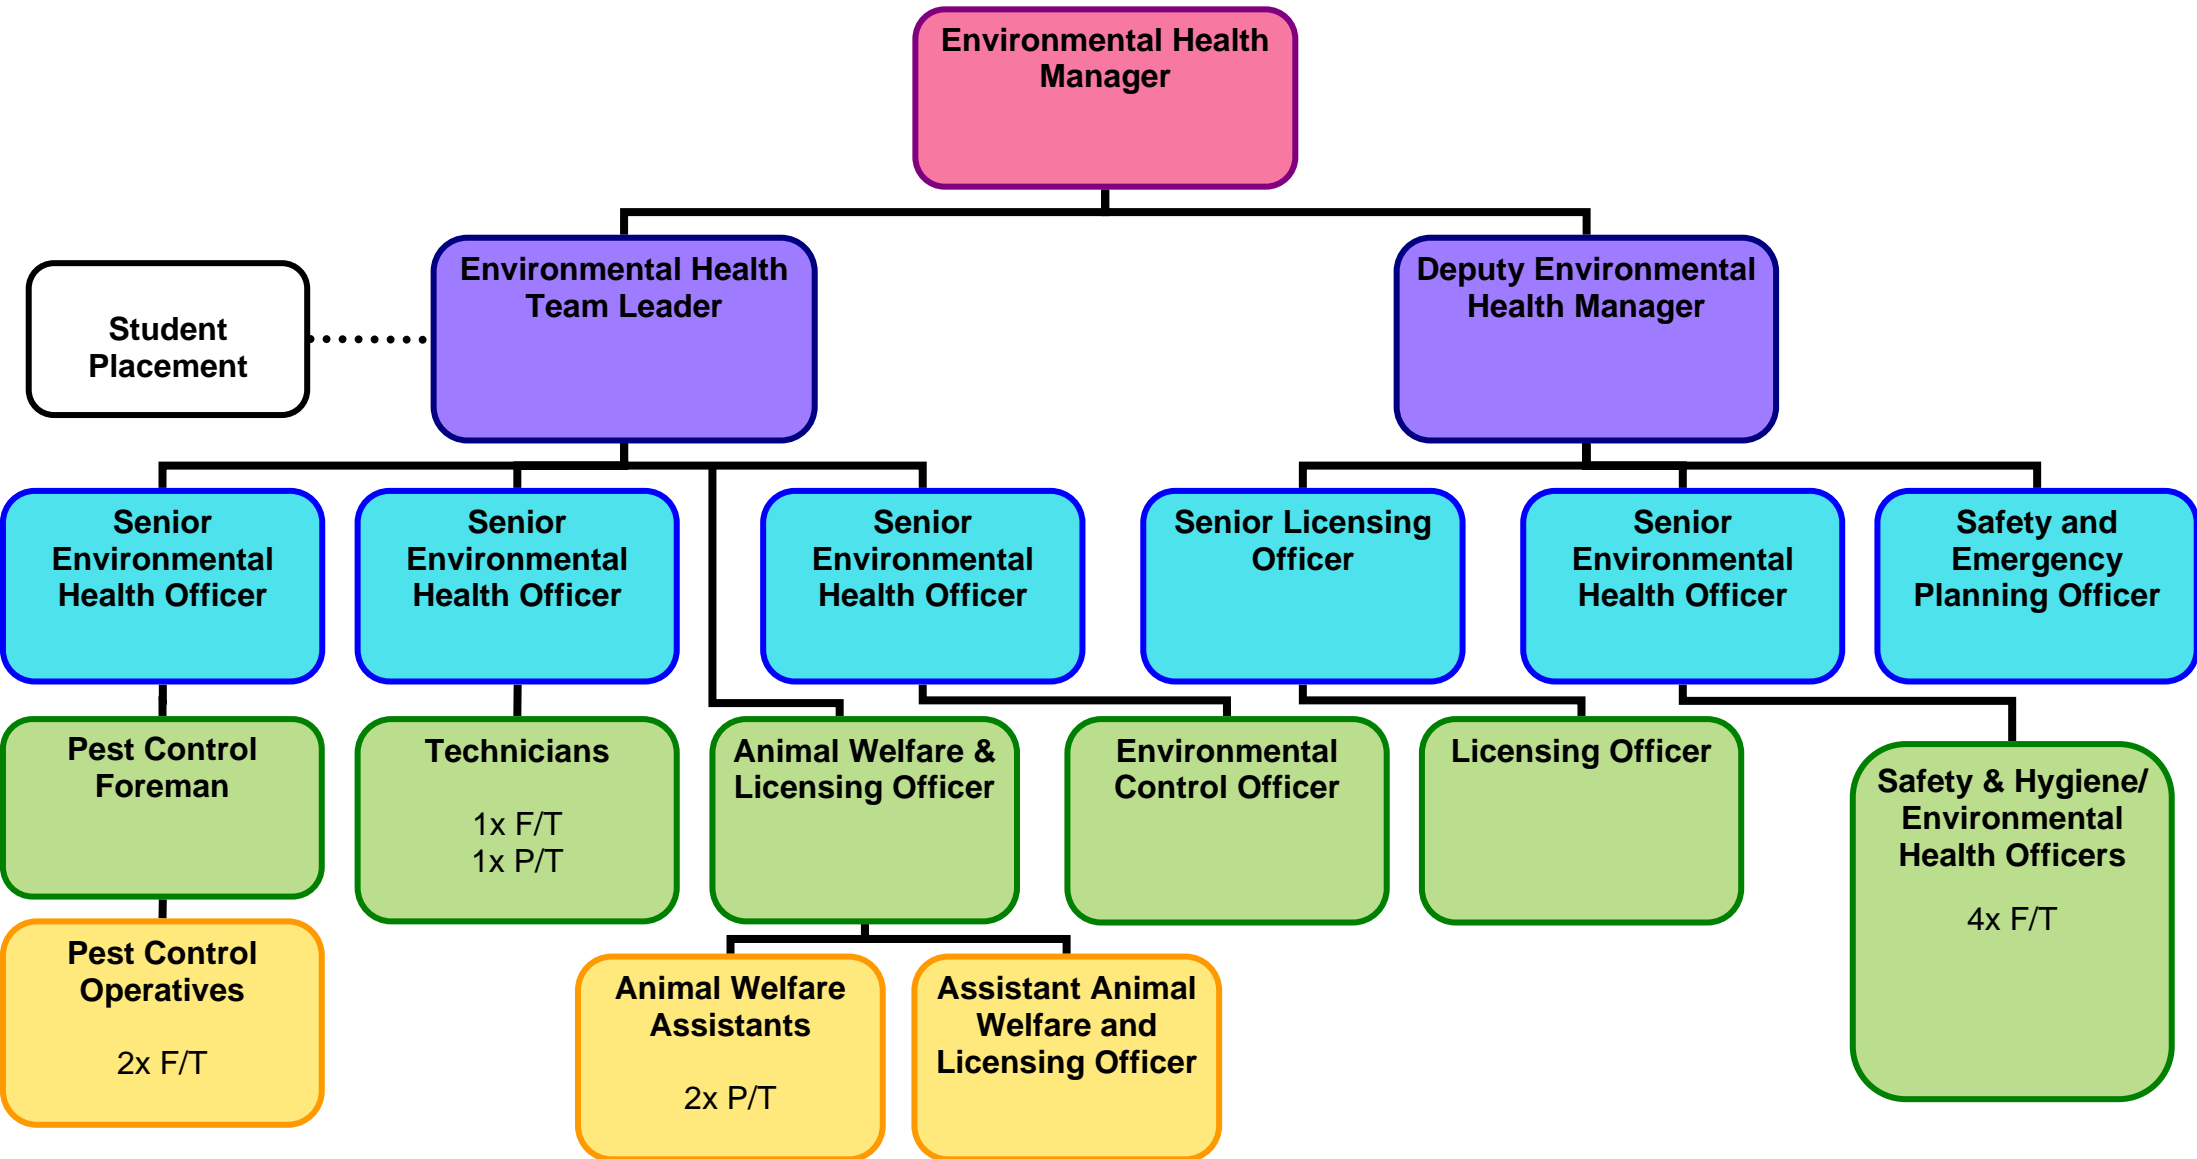 Environmental Health
Manager
Environmental Health
Team Leader
Deputy Environmental
Health Manager
Student
Placement
Senior
Environmental
Health Officer
Senior
Environmental
Health Officer
Senior
Environmental
Health Officer
Senior Licensing
Officer
Senior
Environmental
Health Officer
Safety and
Emergency
Planning Officer
Pest Control
Foreman
Technicians
1x F/T
1x P/T
Animal Welfare &
Licensing Officer
Environmental
Control Officer
Licensing Officer
Safety & Hygiene/
Environmental
Health Officers
4x F/T
Pest Control
Operatives
2x F/T
Animal Welfare
Assistants
2x P/T
Assistant Animal
Welfare and
Licensing Officer